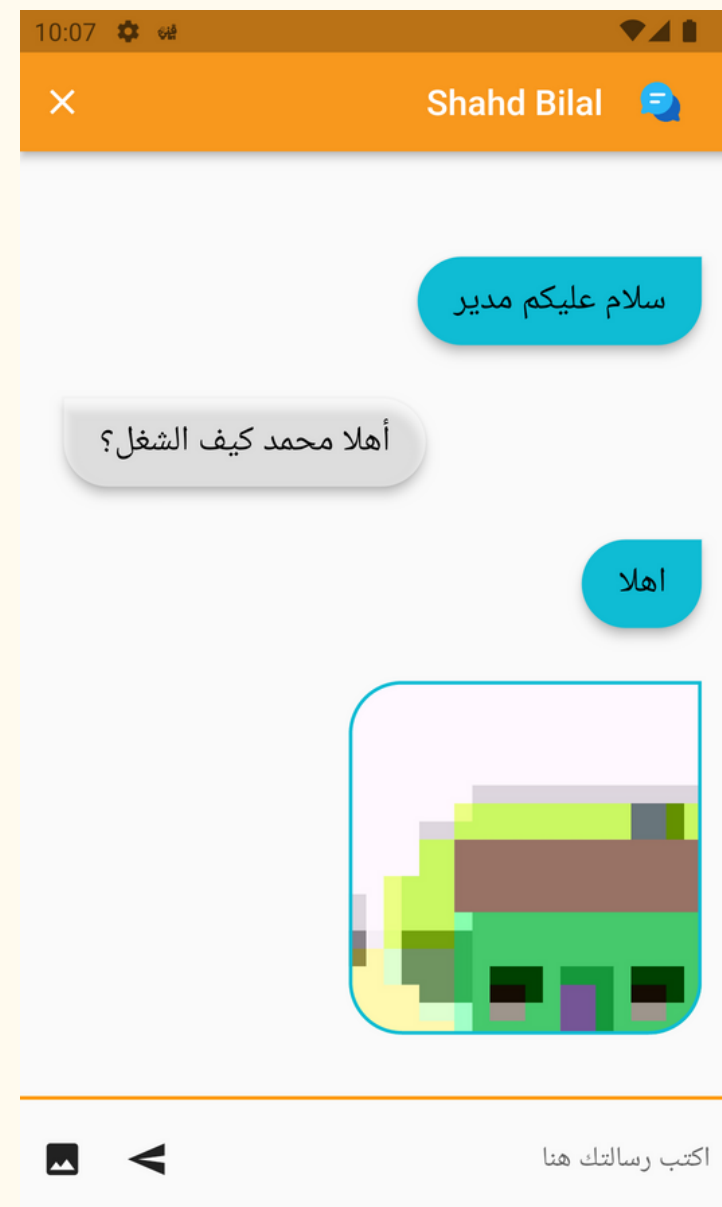 10:07
Shahd Bilal
سلام عليكم مدير
أهلا محمد كيف الشغل؟
اهلا
اكتب رسالتك هنا